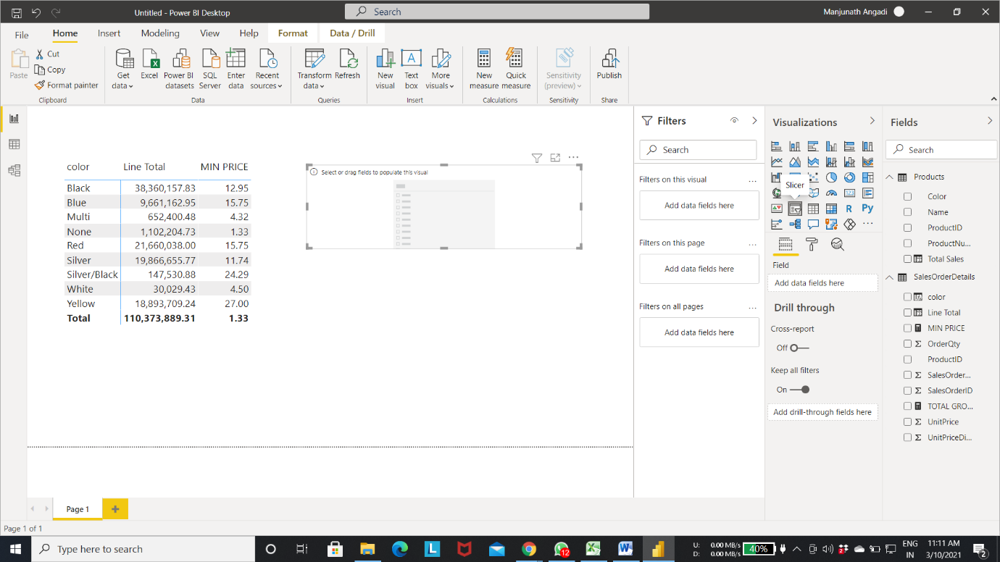 Untitled - Power BI Desktop
Search
Manjunath Angadi
File
Home
Insert
Modeling
View
Help
Format
Data / Drill
Paste
Cut
Copy
Format painter
Clipboard
Get data
Excel
Power BI datasets
SQL Server
Enter data
Recent sources
Data
Transform data
Refresh
Queries
New visual
Text box
More visuals
Insert
New measure
Quick measure
Calculations
Sensitivity (preview)
Sensitivity
Publish
Share
color Line Total MIN PRICE
Black 38,360,157.83 12.95
Blue 9,661,162.95 15.75
Multi 652,400.48 4.32
None 1,102,204.73 1.33
Red 21,660,038.00 15.75
Silver 19,866,655.77 11.74
Silver/Black 147,530.88 24.29
White 30,029.43 4.50
Yellow 18,893,709.24 27.00
Total 110,373,889.31 1.33
Select or drag fields to populate this visual
Filters
Search
Filters on this visual
Add data fields here
Filters on this page
Add data fields here
Filters on all pages
Add data fields here
Visualizations
Slicer
R
Py
Field
Add data fields here
Drill through
Cross-report
Off
Keep all filters
On
Add drill-through fields here
Fields
Search
Products
Color
Name
ProductID
ProductNu...
Total Sales
SalesOrderDetails
color
Line Total
MIN PRICE
OrderQty
ProductID
SalesOrder...
SalesOrderID
TOTAL GRO...
UnitPrice
UnitPriceDi...
Page 1
Page 1 of 1
Type here to search
L
12
U: 0.00 MB/s
D: 0.00 MB/s
40%
2
ENG
IN
11:11 AM
3/10/2021
2